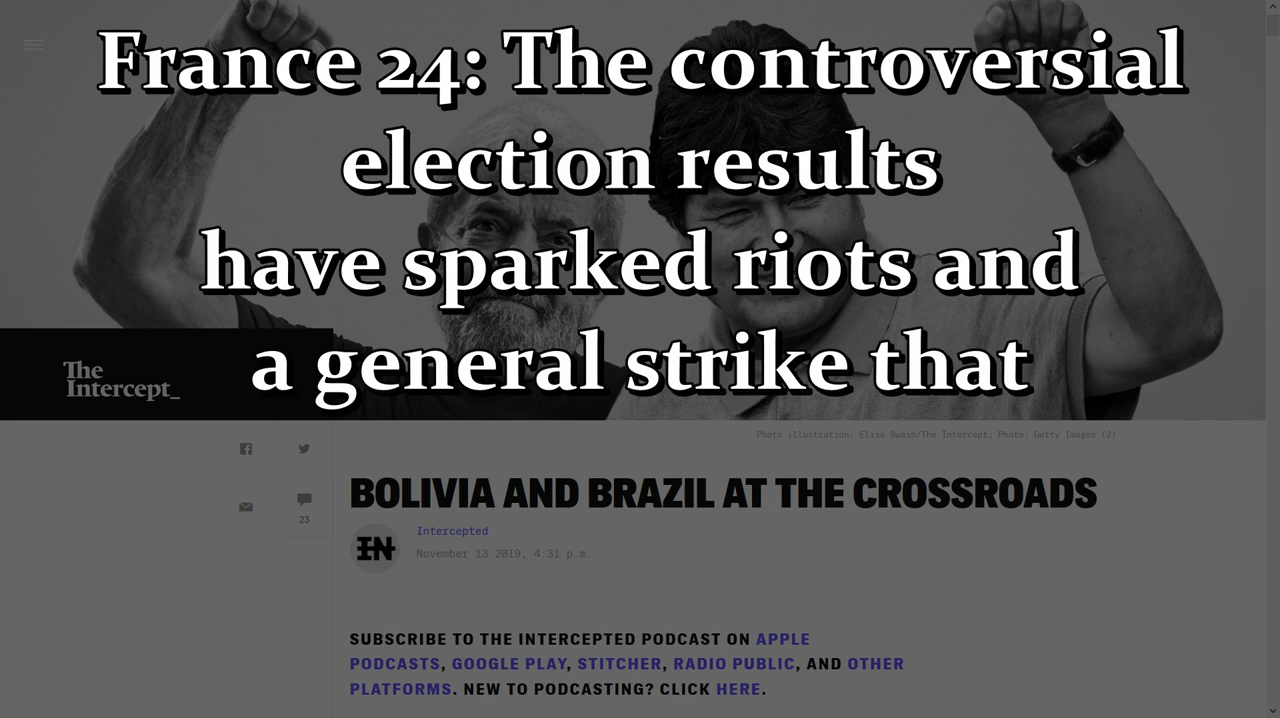 France 24: The controversial
election results
have sparked riots and
a general strike that
The
Intercept_
Photo illustration: Elise Swain/The Intercept; Photo: Getty Images (2)
BOLIVIA AND BRAZIL AT THE CROSSROADS
23
IN
Intercepted
November 13 2019, 4:31 p.m.
SUBSCRIBE TO THE INTERCEPTED PODCAST ON APPLE
PODCASTS, GOOGLE PLAY, STITCHER, RADIO PUBLIC, AND OTHER
PLATFORMS. NEW TO PODCASTING? CLICK HERE.